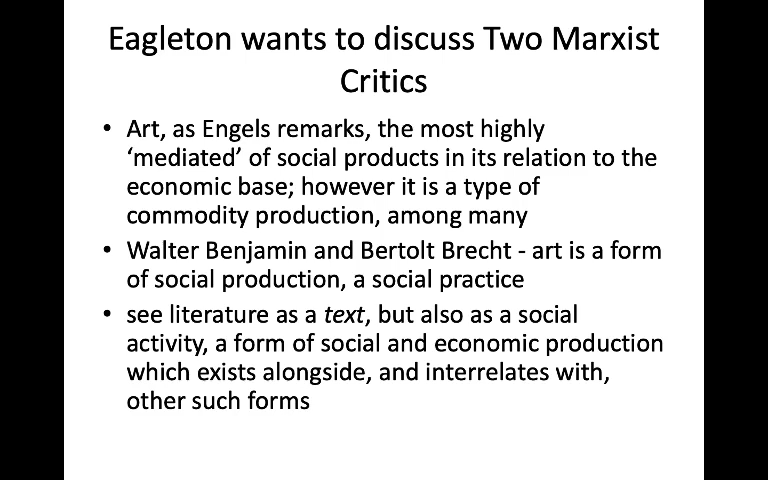 Eagleton wants to discuss Two Marxist
Critics
• Art, as Engels remarks, the most highly
‘mediated’ of social products in its relation to the
economic base; however it is a type of
commodity production, among many
• Walter Benjamin and Bertolt Brecht - art is a form
of social production, a social practice
• see literature as a text, but also as a social
activity, a form of social and economic production
which exists alongside, and interrelates with,
other such forms